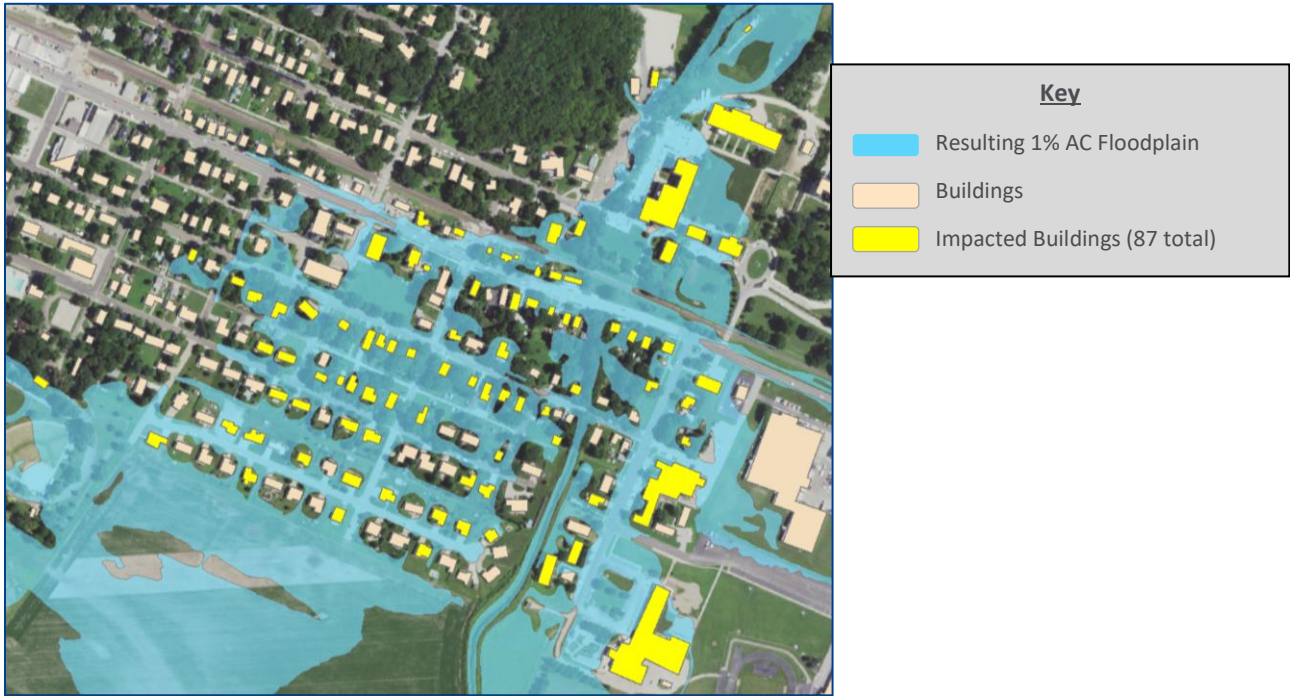 Key
Resulting 1% AC Floodplain
Buildings
Impacted Buildings (87 total)